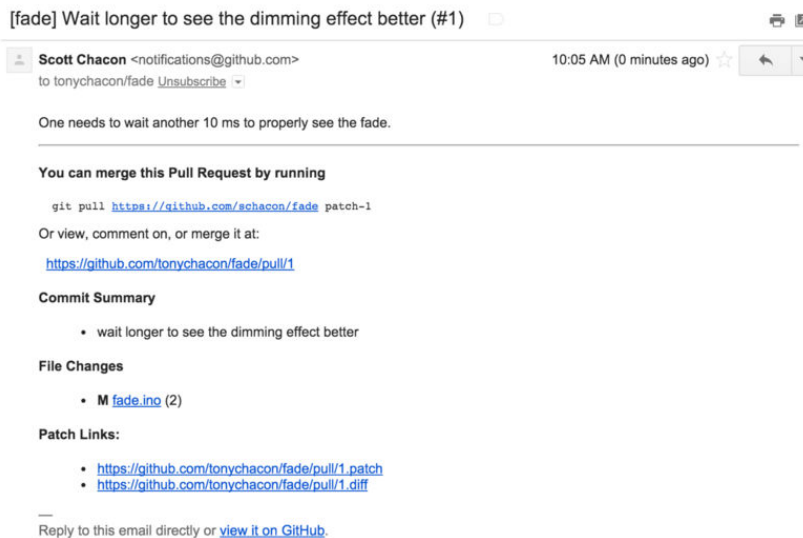 [fade] Wait longer to see the dimming effect better (#1)
Scott Chacon <notifications@github.com>
10:05 AM (0 minutes ago)
to tonychacon/fade Unsubscribe
One needs to wait another 10 ms to properly see the fade.
You can merge this Pull Request by running
git pull https://github.com/schacon/fade patch-1
Or view, comment on, or merge it at:
https://github.com/tonychacon/fade/pull/1
Commit Summary
• wait longer to see the dimming effect better
File Changes
• M fade.ino (2)
Patch Links:
• https://github.com/tonychacon/fade/pull/1.patch
• https://github.com/tonychacon/fade/pull/1.diff
—
Reply to this email directly or view it on GitHub.